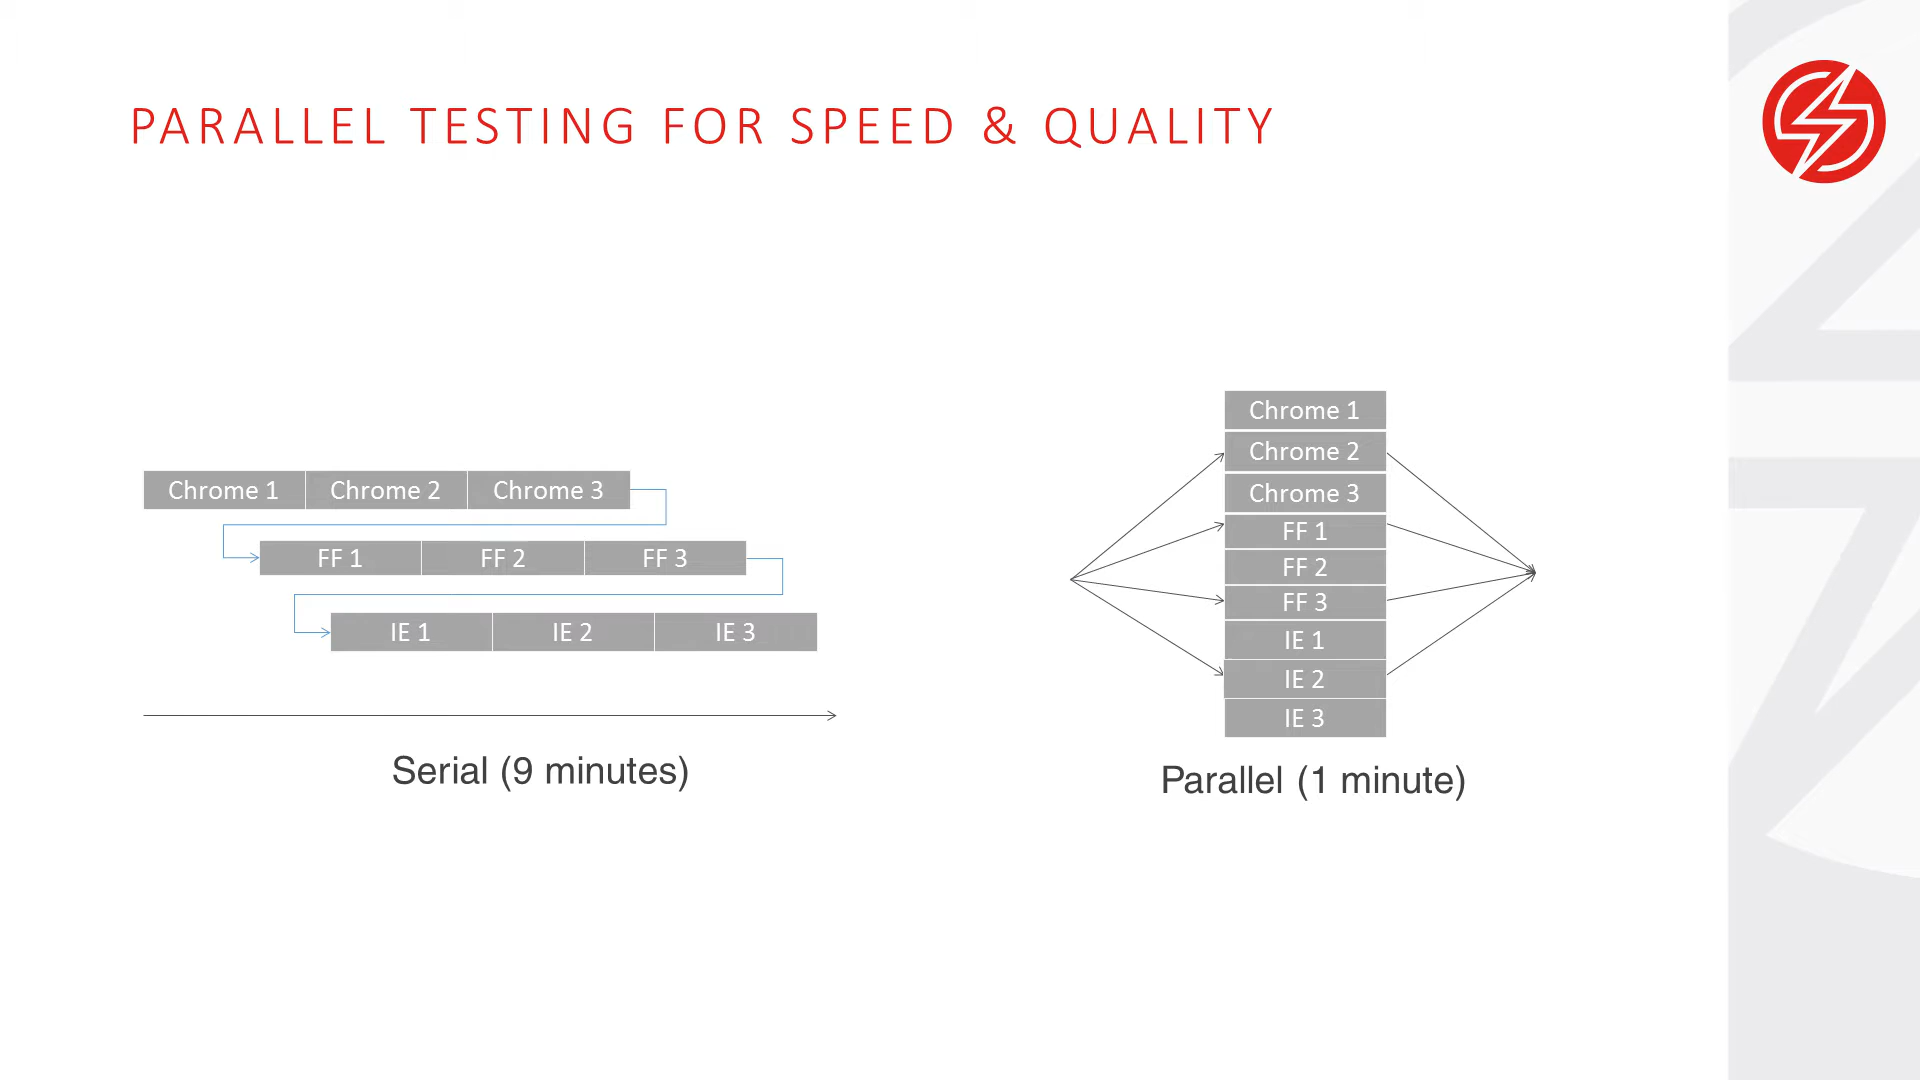 PARALLEL TESTING FOR SPEED & QUALITY
Chrome 1 Chrome 2 Chrome 3
FF 1 FF 2 FF 3
IE 1 IE 2 IE 3
Serial (9 minutes)
Chrome 1
Chrome 2
Chrome 3
FF 1
FF 2
FF 3
IE 1
IE 2
IE 3
Parallel (1 minute)